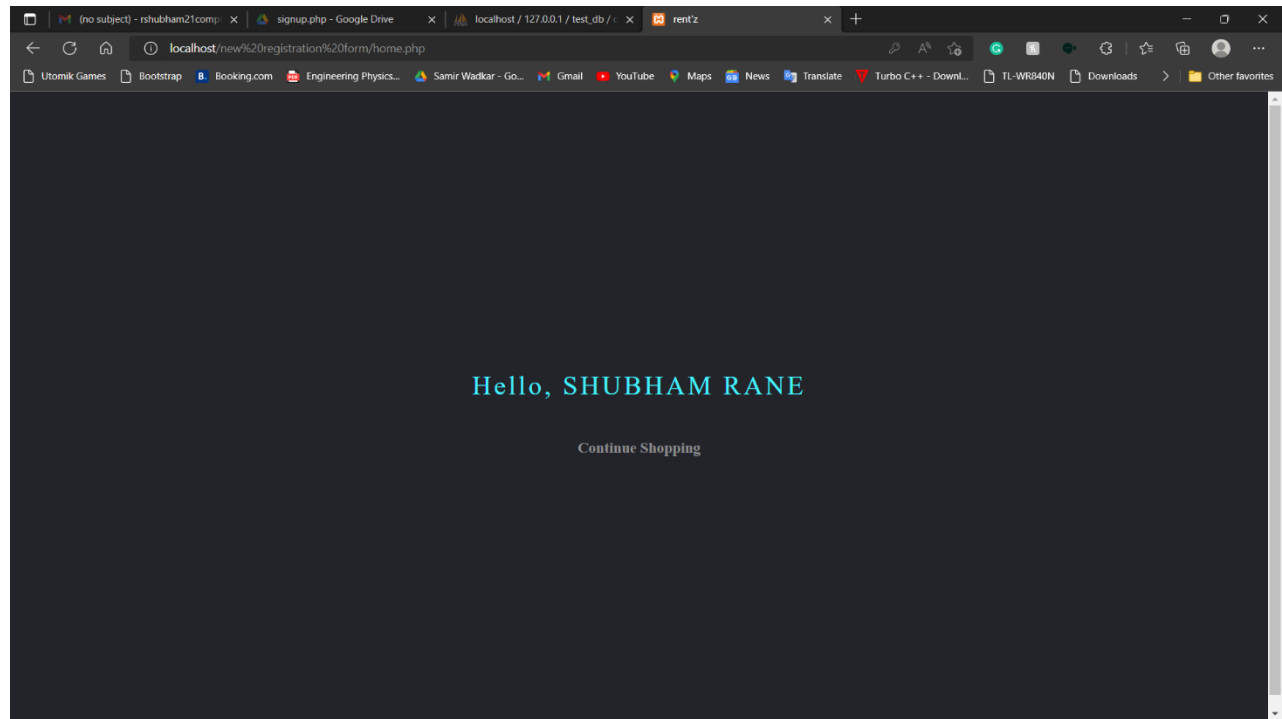 (no subject) - rshubham21comp
signup.php - Google Drive
localhost / 127.0.0.1 / test_db /
rent'z
localhost/new%20registration%20form/home.php
Utomik Games
Bootstrap
B. Booking.com
Engineering Physics...
Samir Wadkar - Go...
Gmail
YouTube
Maps
News
Translate
Turbo C++ - Downl...
TL-WR840N
Downloads
Other favorites
Hello, SHUBHAM RANE
Continue Shopping